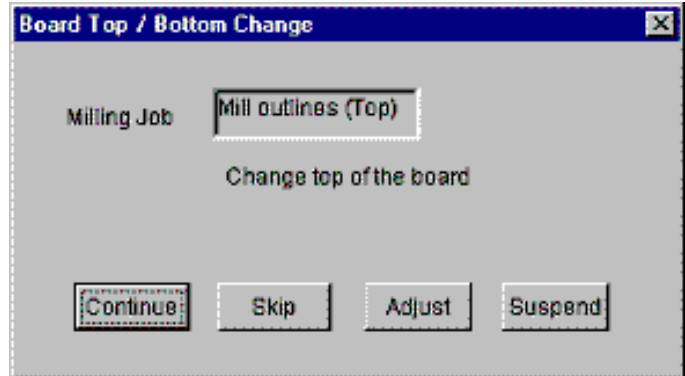 Board Top / Bottom Change
Milling Job
Mill outlines (Top)
Change top of the board
Continue
Skip
Adjust
Suspend